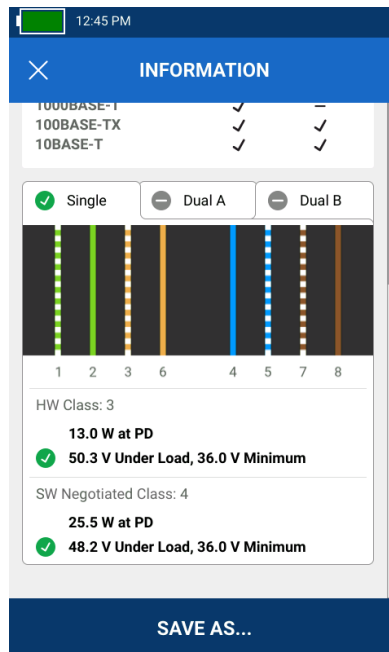 12:45 PM
INFORMATION
1000BASE-T ✓ –
100BASE-TX ✓ ✓
10BASE-T ✓ ✓
Single Dual A Dual B
1 2 3 6 4 5 7 8
HW Class: 3
13.0 W at PD
50.3 V Under Load, 36.0 V Minimum
SW Negotiated Class: 4
25.5 W at PD
48.2 V Under Load, 36.0 V Minimum
SAVE AS...